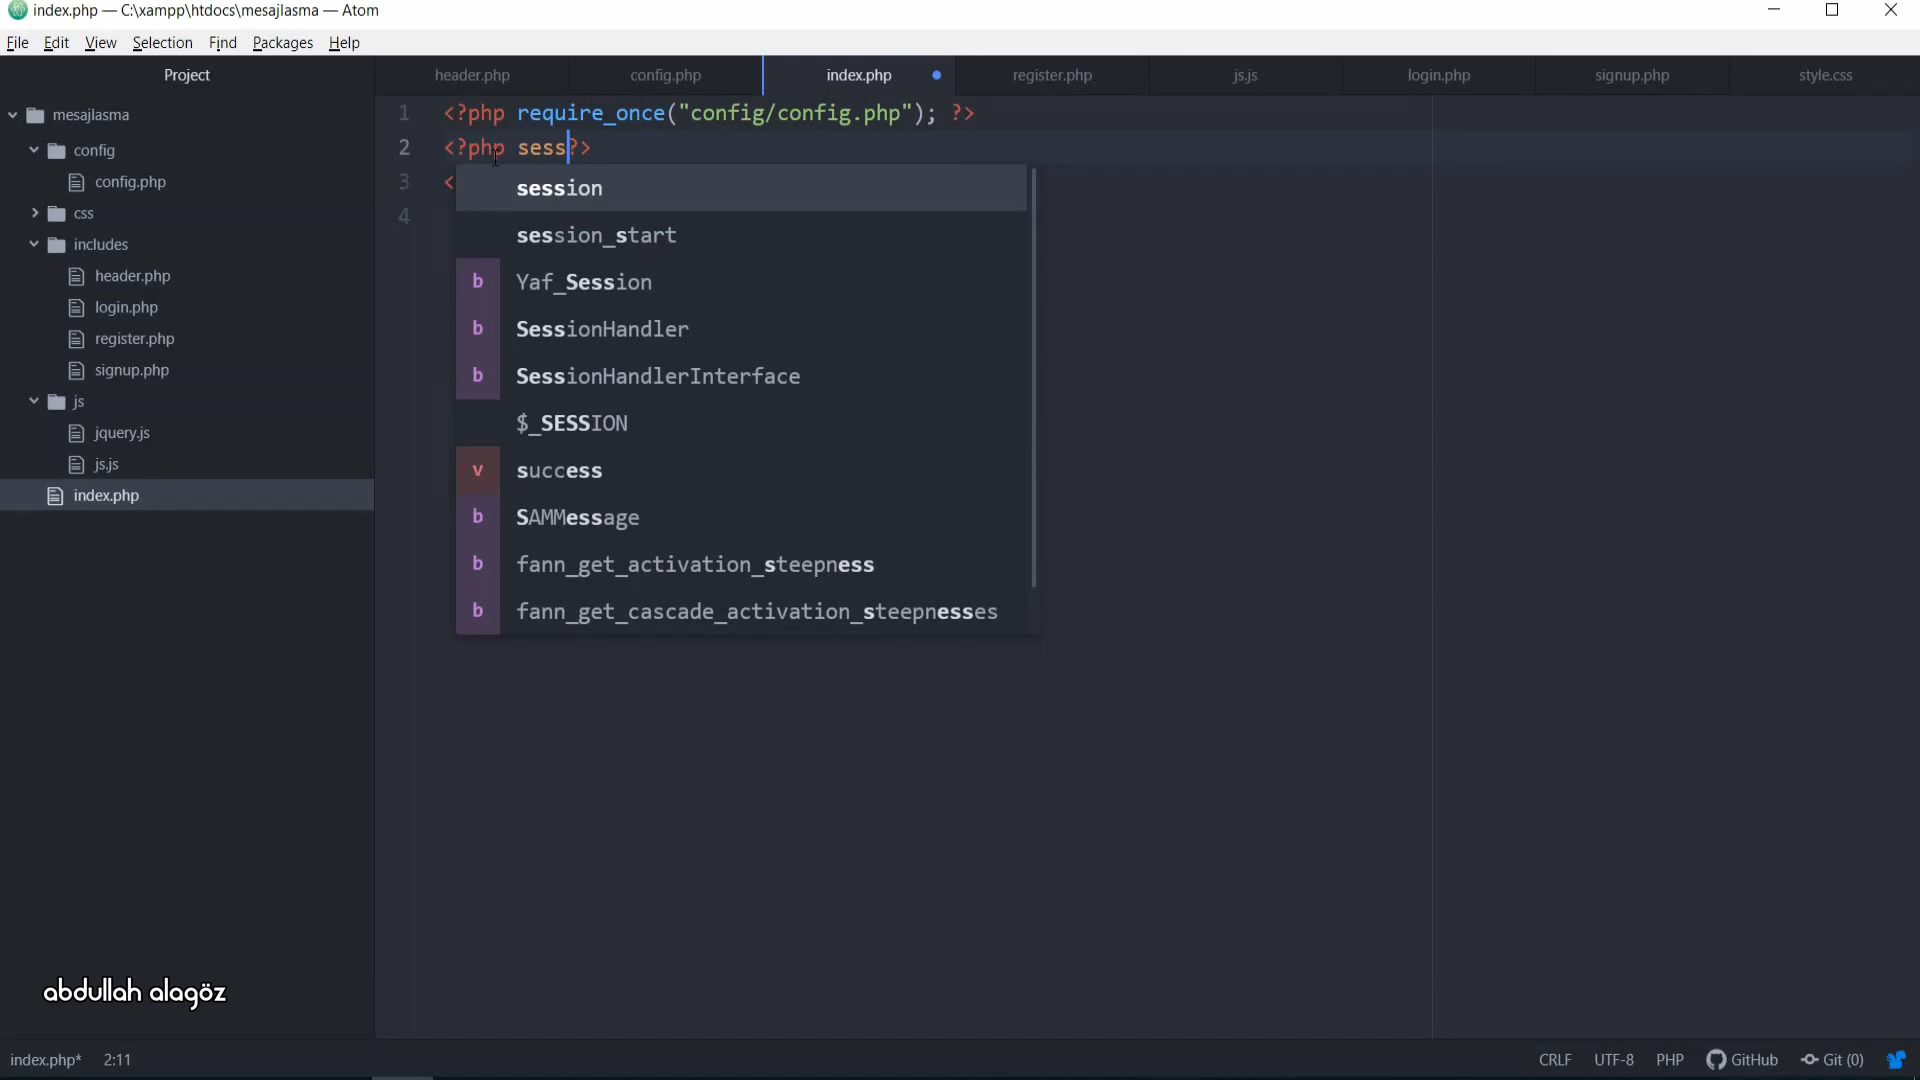 index.php — C:\xampp\htdocs\mesajlasma — Atom
File Edit View Selection Find Packages Help
Project
header.php config.php index.php register.php js.js login.php signup.php style.css
mesajlasma
config
config.php
css
includes
header.php
login.php
register.php
signup.php
js
jquery.js
js.js
index.php
1 <?php require_once("config/config.php"); ?>
2 <?php sess?>
3 <
4
session
session_start
b Yaf_Session
b SessionHandler
b SessionHandlerInterface
$_SESSION
v success
b SAMMessage
b fann_get_activation_steepness
b fann_get_cascade_activation_steepnesses
abdullah alagöz
index.php* 2:11 CRLF UTF-8 PHP GitHub Git (0)